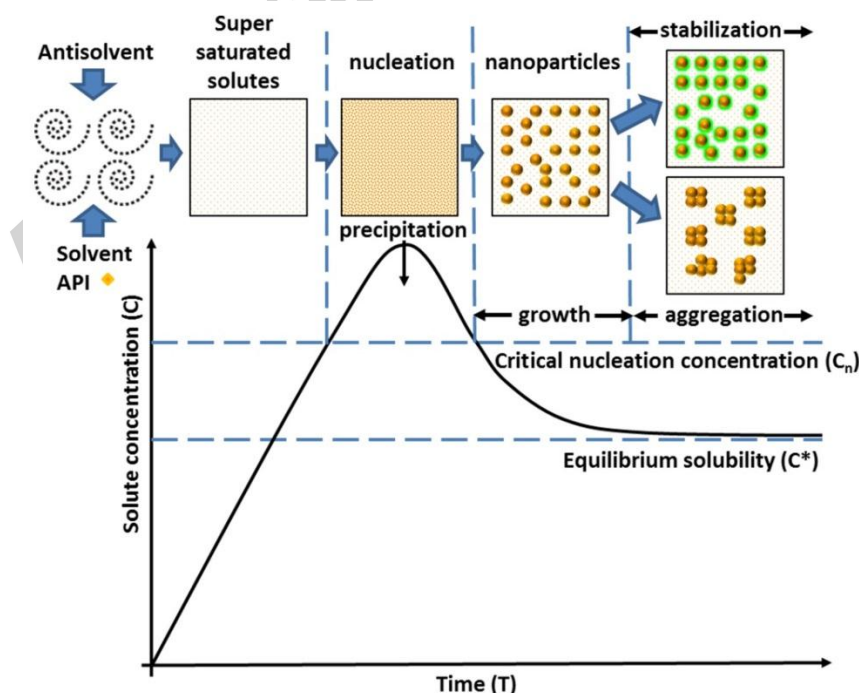 Antisolvent
Super
saturated
solutes
nucleation
nanoparticles
stabilization
Solvent
API
precipitation
growth
aggregation
Critical nucleation concentration (Cn)
Equilibrium solubility (C*)
Solute concentration (C)
Time (T)